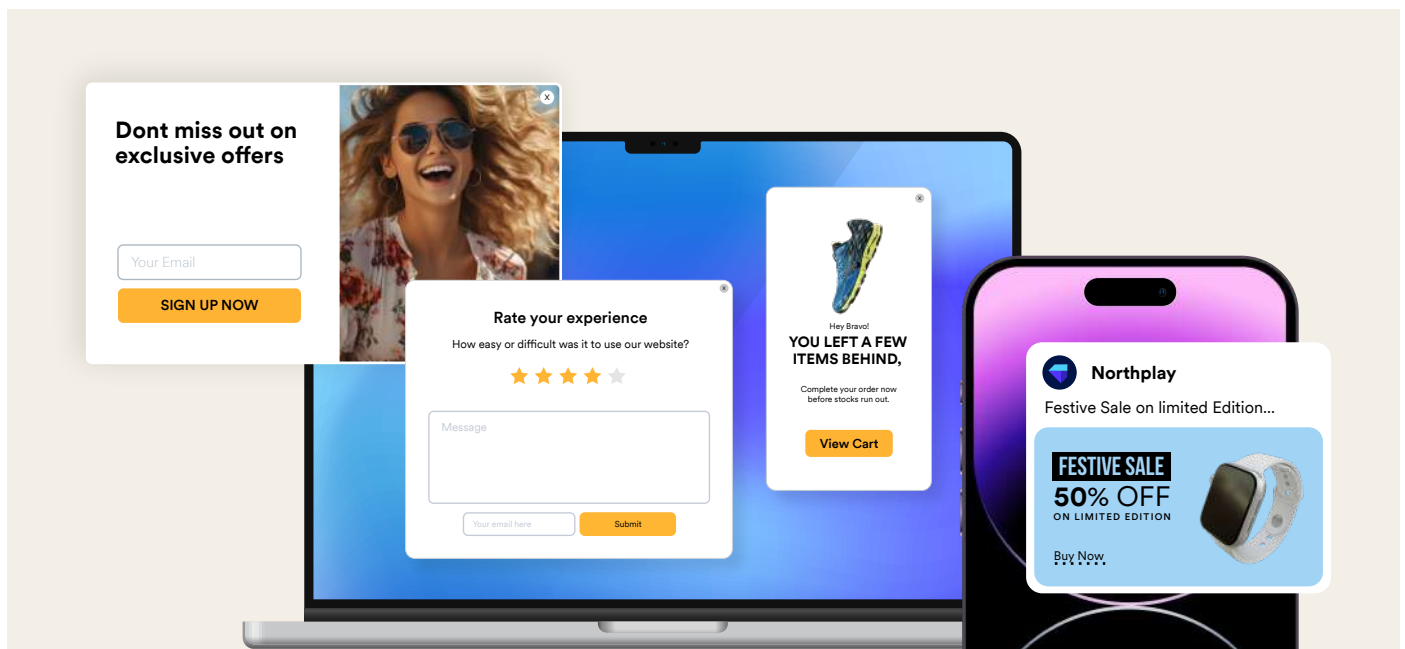 Dont miss out on
exclusive offers
Your Email
SIGN UP NOW
X
Rate your experience
How easy or difficult was it to use our website?
Message
Your email here
Submit
X
X
Hey Bravo!
YOU LEFT A FEW
ITEMS BEHIND,
Complete your order now
before stocks run out.
View Cart
Northplay
Festive Sale on limited Edition...
FESTIVE SALE
50% OFF
ON LIMITED EDITION
Buy Now